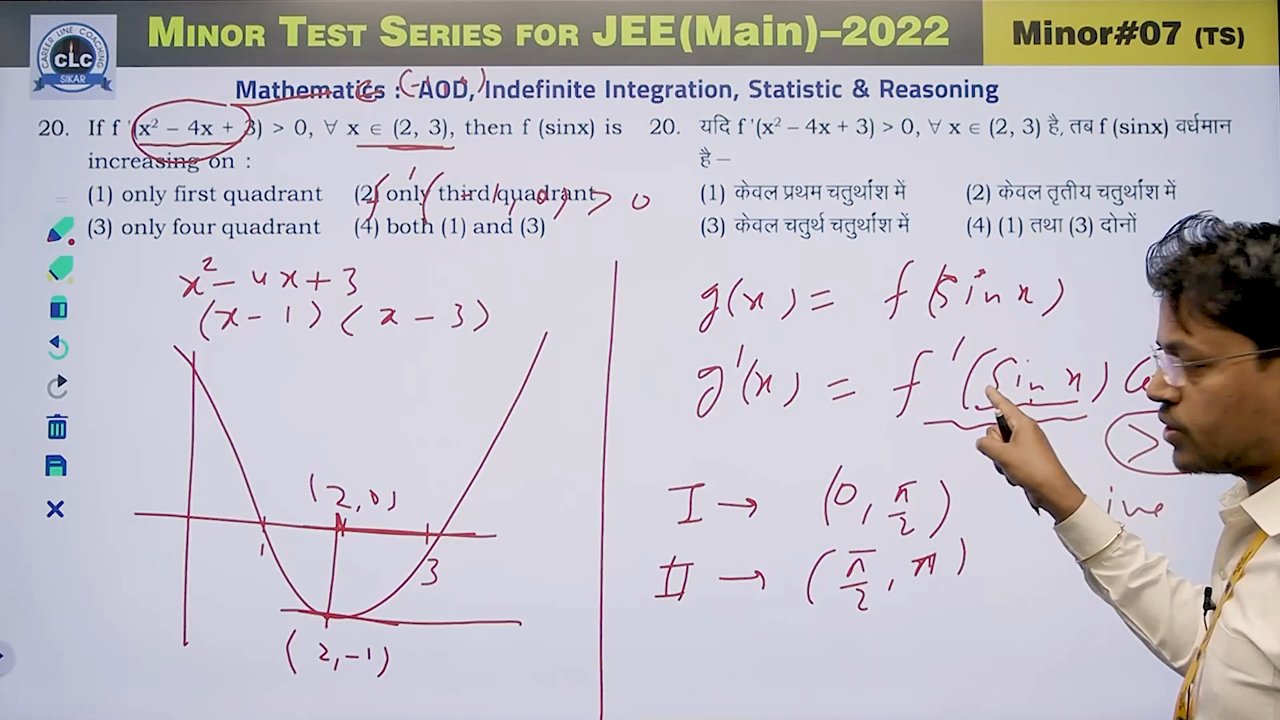 CAREER LINE COACHING
CLC
SIKAR
MINOR TEST SERIES FOR JEE(MAIN)–2022
Minor#07 (TS)
Mathematics : AOD, Indefinite Integration, Statistic & Reasoning
20. If f '(x² – 4x + 3) > 0, ∀ x ∈ (2, 3), then f (sinx) is
increasing on :
(1) only first quadrant (2) only third quadrant
(3) only four quadrant (4) both (1) and (3)
20. यदि f '(x² – 4x + 3) > 0, ∀ x ∈ (2, 3) है, तब f (sinx) वर्धमान
है –
(1) केवल प्रथम चतुर्थांश में (2) केवल तृतीय चतुर्थांश में
(3) केवल चतुर्थ चतुर्थांश में (4) (1) तथा (3) दोनों
f'(-1, 0) > 0
x² - 4x + 3
(x - 1) (x - 3)
(2, 0)
1
3
(2, -1)
g(x) = f(sin x)
g'(x) = f'(sin x)
>
I → (0, π/2)
II → (π/2, π)